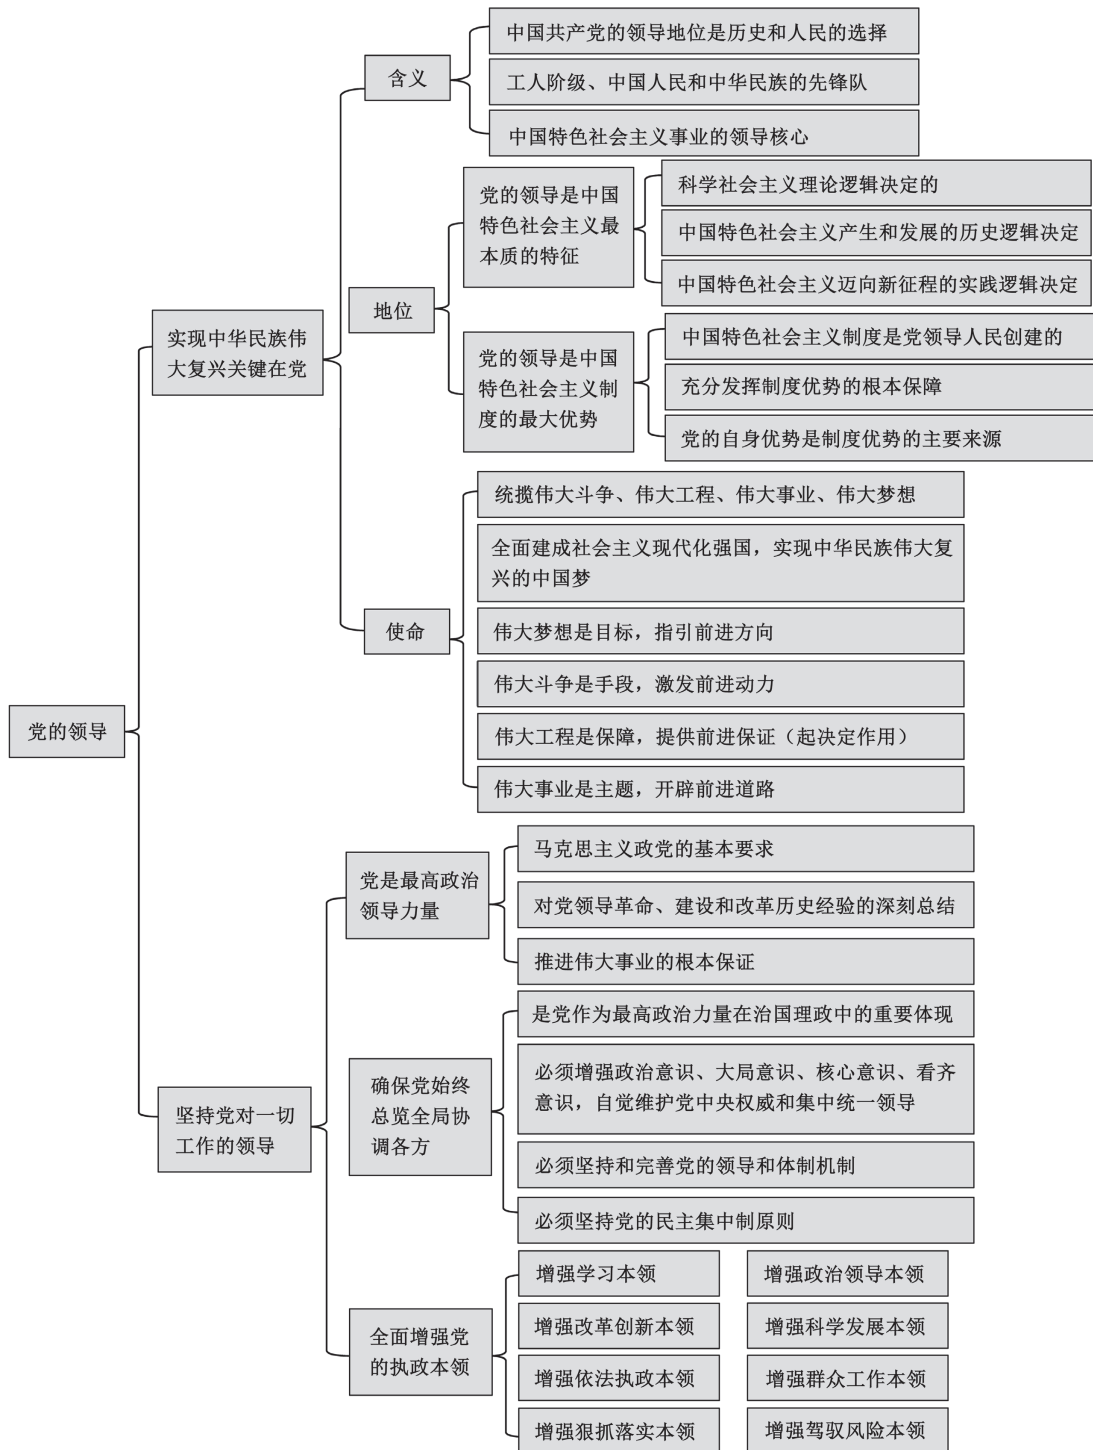 党的领导
实现中华民族伟
大复兴关键在党
含义
中国共产党的领导地位是历史和人民的选择
工人阶级、中国人民和中华民族的先锋队
中国特色社会主义事业的领导核心
地位
党的领导是中国
特色社会主义最
本质的特征
科学社会主义理论逻辑决定的
中国特色社会主义产生和发展的历史逻辑决定
中国特色社会主义迈向新征程的实践逻辑决定
党的领导是中国
特色社会主义制
度的最大优势
中国特色社会主义制度是党领导人民创建的
充分发挥制度优势的根本保障
党的自身优势是制度优势的主要来源
使命
统揽伟大斗争、伟大工程、伟大事业、伟大梦想
全面建成社会主义现代化强国，实现中华民族伟大复
兴的中国梦
伟大梦想是目标，指引前进方向
伟大斗争是手段，激发前进动力
伟大工程是保障，提供前进保证（起决定作用）
伟大事业是主题，开辟前进道路
坚持党对一切
工作的领导
党是最高政治
领导力量
马克思主义政党的基本要求
对党领导革命、建设和改革历史经验的深刻总结
推进伟大事业的根本保证
确保党始终
总览全局协
调各方
是党作为最高政治力量在治国理政中的重要体现
必须增强政治意识、大局意识、核心意识、看齐
意识，自觉维护党中央权威和集中统一领导
必须坚持和完善党的领导和体制机制
必须坚持党的民主集中制原则
全面增强党
的执政本领
增强学习本领
增强政治领导本领
增强改革创新本领
增强科学发展本领
增强依法执政本领
增强群众工作本领
增强狠抓落实本领
增强驾驭风险本领